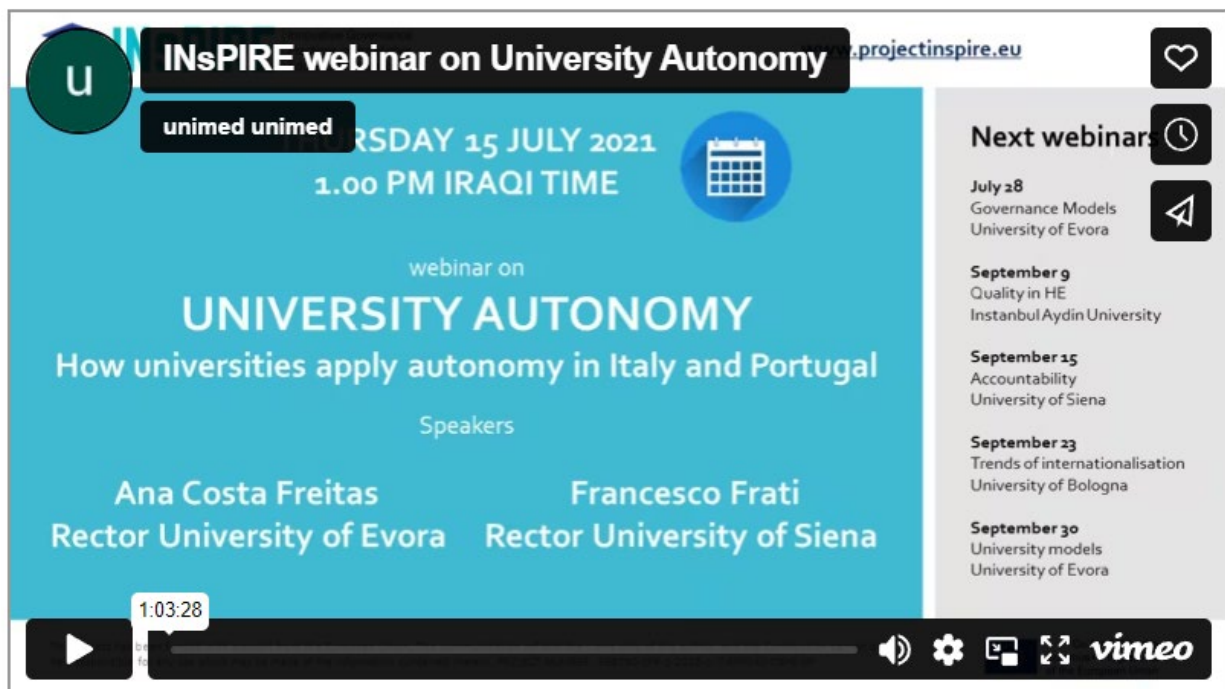 INsPIRE webinar on University Autonomy
.projectinspire.eu
u
unimed unimed
THURSDAY 15 JULY 2021
1.00 PM IRAQI TIME
webinar on
UNIVERSITY AUTONOMY
How universities apply autonomy in Italy and Portugal
Speakers
Ana Costa Freitas
Rector University of Evora
Francesco Frati
Rector University of Siena
Next webinars
July 28
Governance Models
University of Evora
September 9
Quality in HE
Instanbul Aydin University
September 15
Accountability
University of Siena
September 23
Trends of internationalisation
University of Bologna
September 30
University models
University of Evora
1:03:28
vimeo